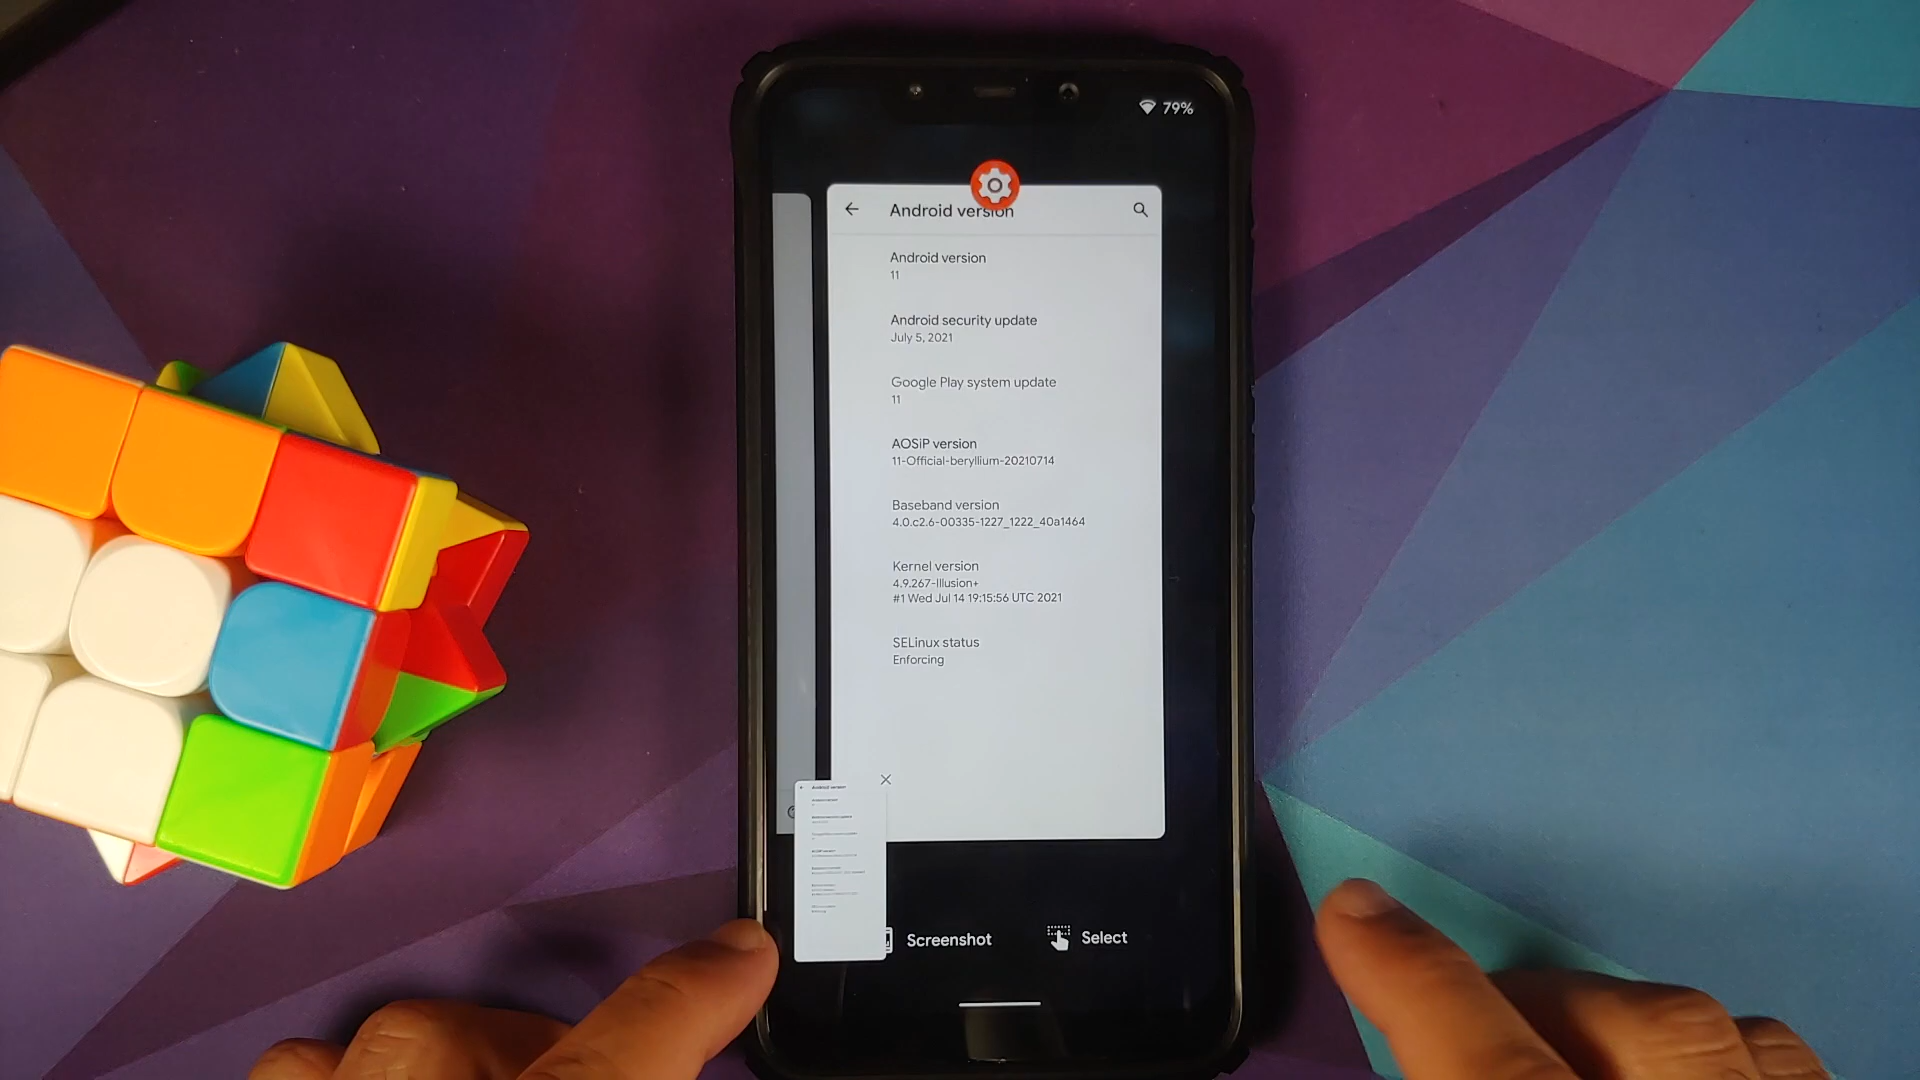 79%
Android version
Android version
11
Android security update
July 5, 2021
Google Play system update
11
AOSiP version
11-Official-beryllium-20210714
Baseband version
4.0.c2.6-00335-1227_1222_40a1464
Kernel version
4.9.267-Illusion+
#1 Wed Jul 14 19:15:56 UTC 2021
SELinux status
Enforcing
Android version
Screenshot
Select